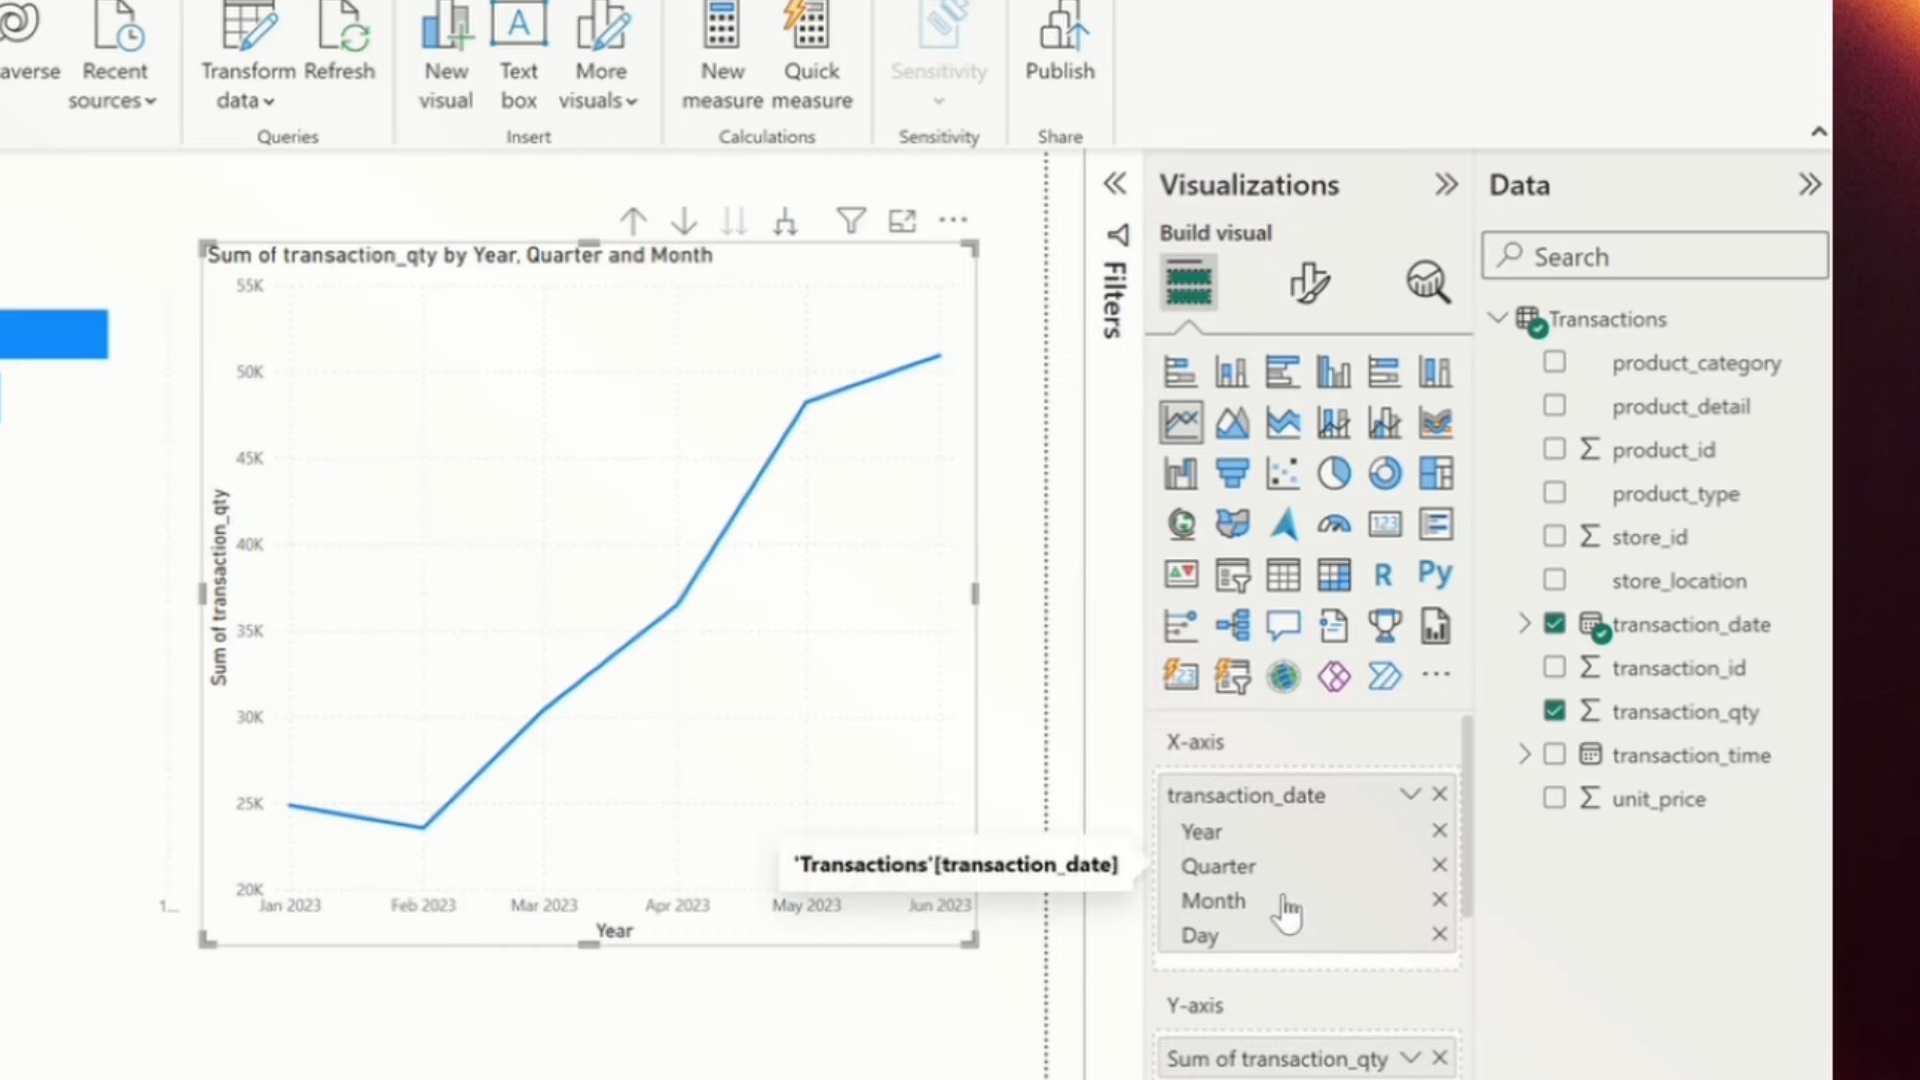 averse
Recent
sources
Transform
data
Refresh
Queries
New
visual
Text
box
More
visuals
Insert
New
measure
Quick
measure
Calculations
Sensitivity
Sensitivity
Publish
Share
Sum of transaction_qty by Year, Quarter and Month
55K
50K
45K
40K
35K
30K
25K
20K
Sum of transaction_qty
1...
Jan 2023
Feb 2023
Mar 2023
Apr 2023
May 2023
Jun 2023
Year
'Transactions'[transaction_date]
Filters
Visualizations
Build visual
123
R
Py
123
X-axis
transaction_date
Year
Quarter
Month
Day
Y-axis
Sum of transaction_qty
Data
Search
Transactions
product_category
product_detail
Σ product_id
product_type
Σ store_id
store_location
transaction_date
Σ transaction_id
Σ transaction_qty
transaction_time
Σ unit_price